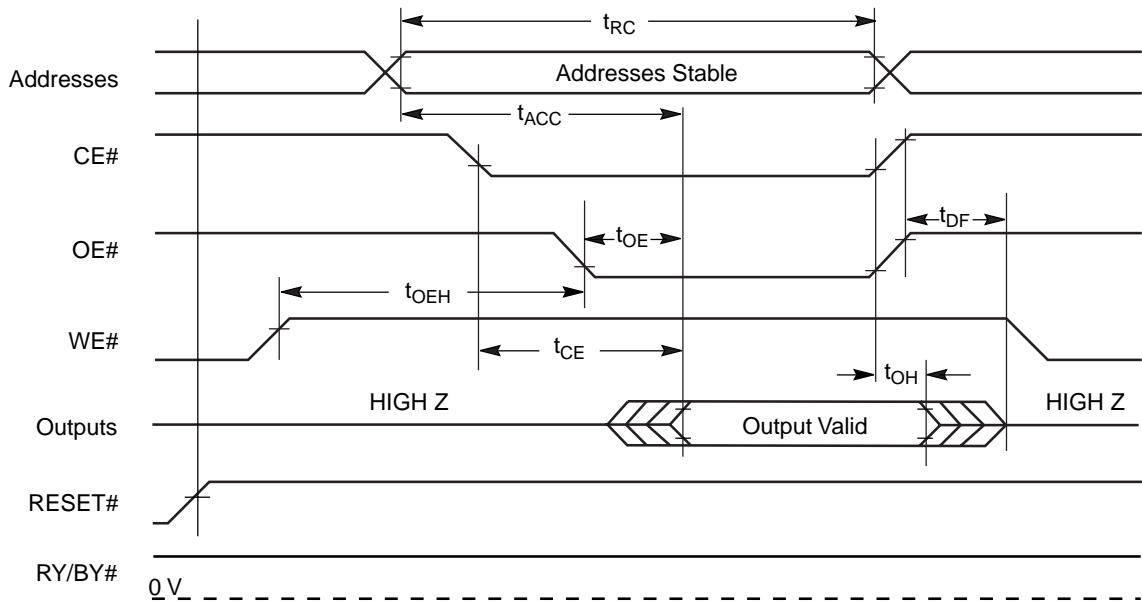 tRC
Addresses
Addresses Stable
tACC
CE#
tDF
OE#
tOE
tOEH
WE#
tCE
tOH
HIGH Z
HIGH Z
Outputs
Output Valid
RESET#
RY/BY#
0 V